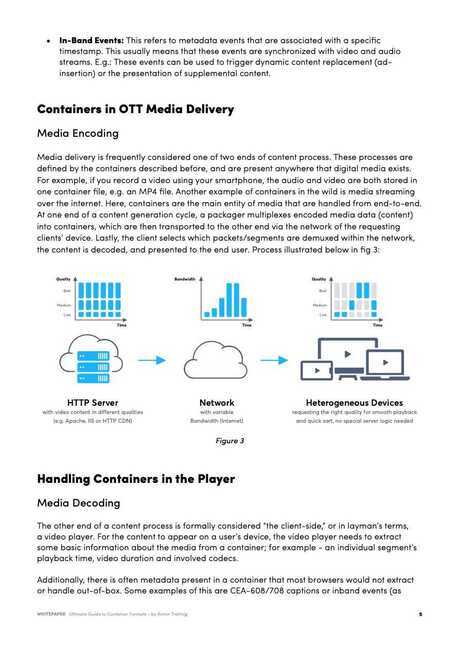 • In-Band Events: This refers to metadata events that are associated with a specific
timestamp. This usually means that these events are synchronized with video and audio
streams. E.g.: These events can be used to trigger dynamic content replacement (ad-
insertion) or the presentation of supplemental content.
Containers in OTT Media Delivery
Media Encoding
Media delivery is frequently considered one of two ends of content process. These processes are
defined by the containers described before, and are present anywhere that digital media exists.
For example, if you record a video using your smartphone, the audio and video are both stored in
one container file, e.g. an MP4 file. Another example of containers in the wild is media streaming
over the internet. Here, containers are the main entity of media that are handled from end-to-end.
At one end of a content generation cycle, a packager multiplexes encoded media data (content)
into containers, which are then transported to the other end via the network of the requesting
clients' device. Lastly, the client selects which packets/segments are demuxed within the network,
the content is decoded, and presented to the end user. Process illustrated below in fig 3:
Quality
Best
Medium
Low
Time
Bandwidth
Time
Quality
Best
Medium
Low
Time
HTTP Server
with video content in different qualities
(e.g. Apache, IIS or HTTP CDN)
Network
with variable
Bandwidth (Internet)
Heterogeneous Devices
requesting the right quality for smooth playback
and quick sart, no special server logic needed
Figure 3
Handling Containers in the Player
Media Decoding
The other end of a content process is formally considered "the client-side," or in layman's terms,
a video player. For the content to appear on a user's device, the video player needs to extract
some basic information about the media from a container; for example - an individual segment's
playback time, video duration and involved codecs.
Additionally, there is often metadata present in a container that most browsers would not extract
or handle out-of-box. Some examples of this are CEA-608/708 captions or inband events (as
WHITEPAPER Ultimate Guide to Container Formats - by Armin Trattnig
5